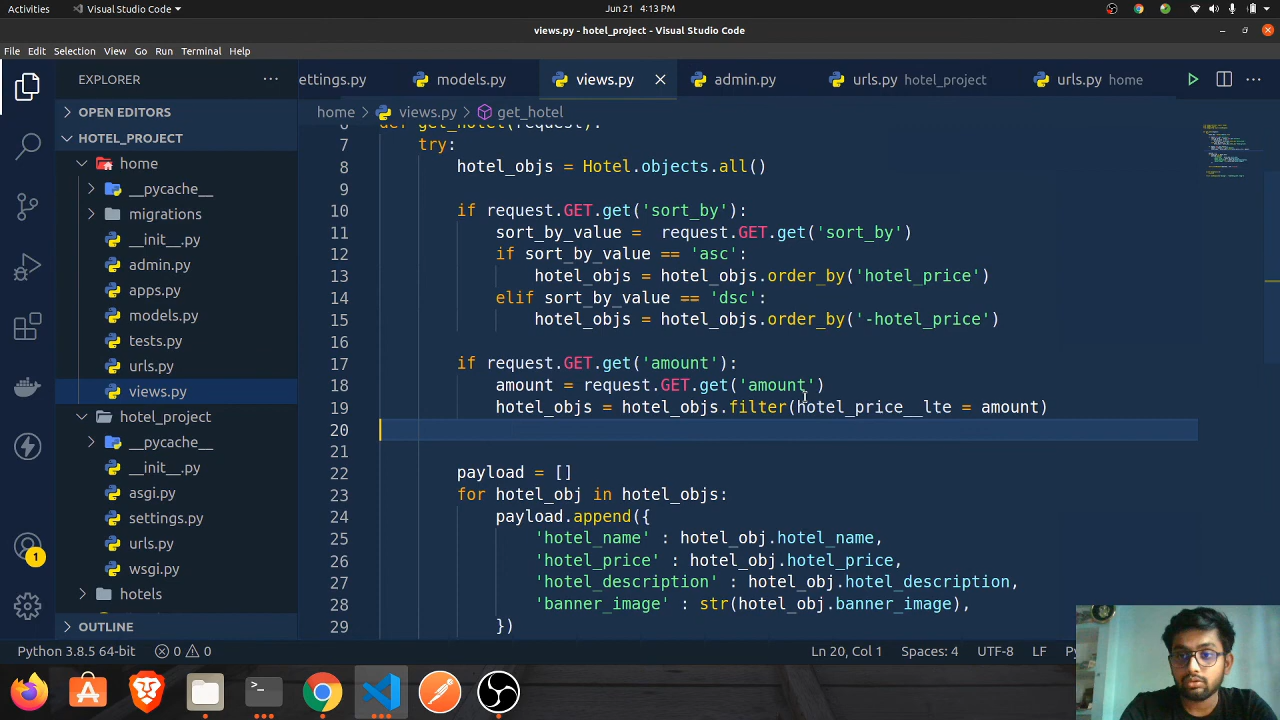 Activities
Visual Studio Code
Jun 21 4:13 PM
views.py - hotel_project - Visual Studio Code
File Edit Selection View Go Run Terminal Help
EXPLORER
OPEN EDITORS
HOTEL_PROJECT
home
__pycache__
migrations
__init__.py
admin.py
apps.py
models.py
tests.py
urls.py
views.py
hotel_project
__pycache__
__init__.py
asgi.py
settings.py
urls.py
wsgi.py
hotels
OUTLINE
ettings.py
models.py
views.py
admin.py
urls.py hotel_project
urls.py home
home > views.py > get_hotel
6 def get_hotel(request):
7 try:
8 hotel_objs = Hotel.objects.all()
9
10 if request.GET.get('sort_by'):
11 sort_by_value =  request.GET.get('sort_by')
12 if sort_by_value == 'asc':
13 hotel_objs = hotel_objs.order_by('hotel_price')
14 elif sort_by_value == 'dsc':
15 hotel_objs = hotel_objs.order_by('-hotel_price')
16
17 if request.GET.get('amount'):
18 amount = request.GET.get('amount')
19 hotel_objs = hotel_objs.filter(hotel_price__lte = amount)
20
21
22 payload = []
23 for hotel_obj in hotel_objs:
24 payload.append({
25 'hotel_name' : hotel_obj.hotel_name,
26 'hotel_price' : hotel_obj.hotel_price,
27 'hotel_description' : hotel_obj.hotel_description,
28 'banner_image' : str(hotel_obj.banner_image),
29 })
1
Python 3.8.5 64-bit
0
0
Ln 20, Col 1
Spaces: 4
UTF-8
LF
Py